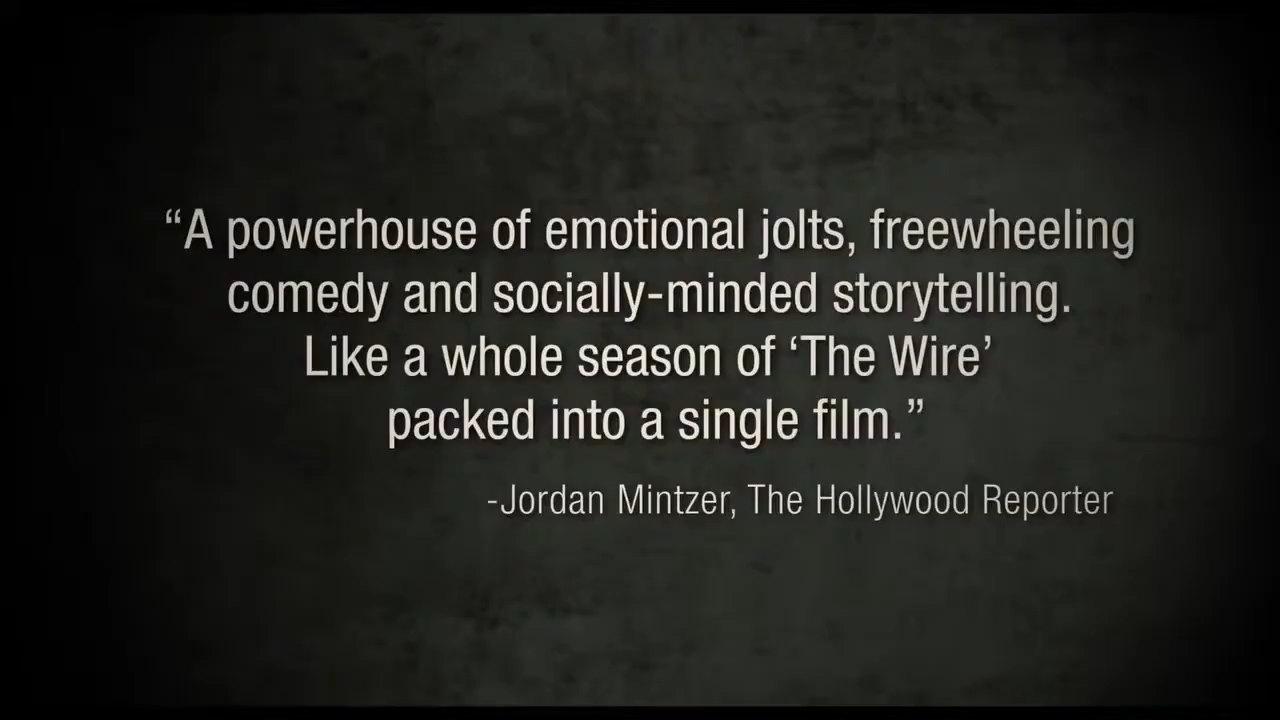 “A powerhouse of emotional jolts, freewheeling
comedy and socially-minded storytelling.
Like a whole season of ‘The Wire’
packed into a single film.”
-Jordan Mintzer, The Hollywood Reporter